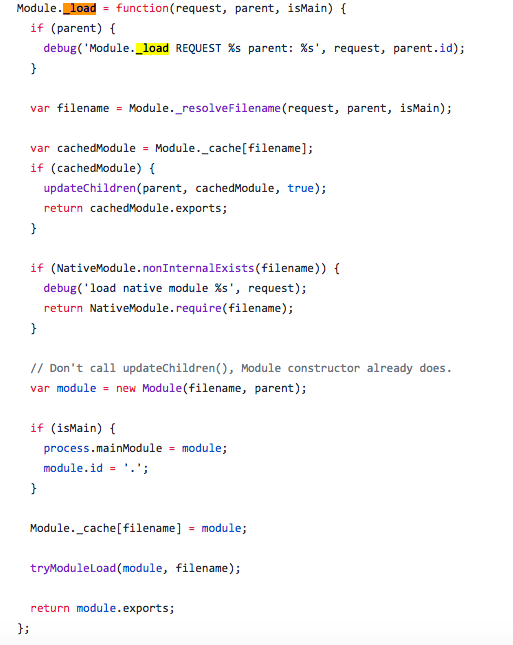 Module._load = function(request, parent, isMain) {
  if (parent) {
    debug('Module._load REQUEST %s parent: %s', request, parent.id);
  }

  var filename = Module._resolveFilename(request, parent, isMain);

  var cachedModule = Module._cache[filename];
  if (cachedModule) {
    updateChildren(parent, cachedModule, true);
    return cachedModule.exports;
  }

  if (NativeModule.nonInternalExists(filename)) {
    debug('load native module %s', request);
    return NativeModule.require(filename);
  }

  // Don't call updateChildren(), Module constructor already does.
  var module = new Module(filename, parent);

  if (isMain) {
    process.mainModule = module;
    module.id = '.';
  }

  Module._cache[filename] = module;

  tryModuleLoad(module, filename);

  return module.exports;
};